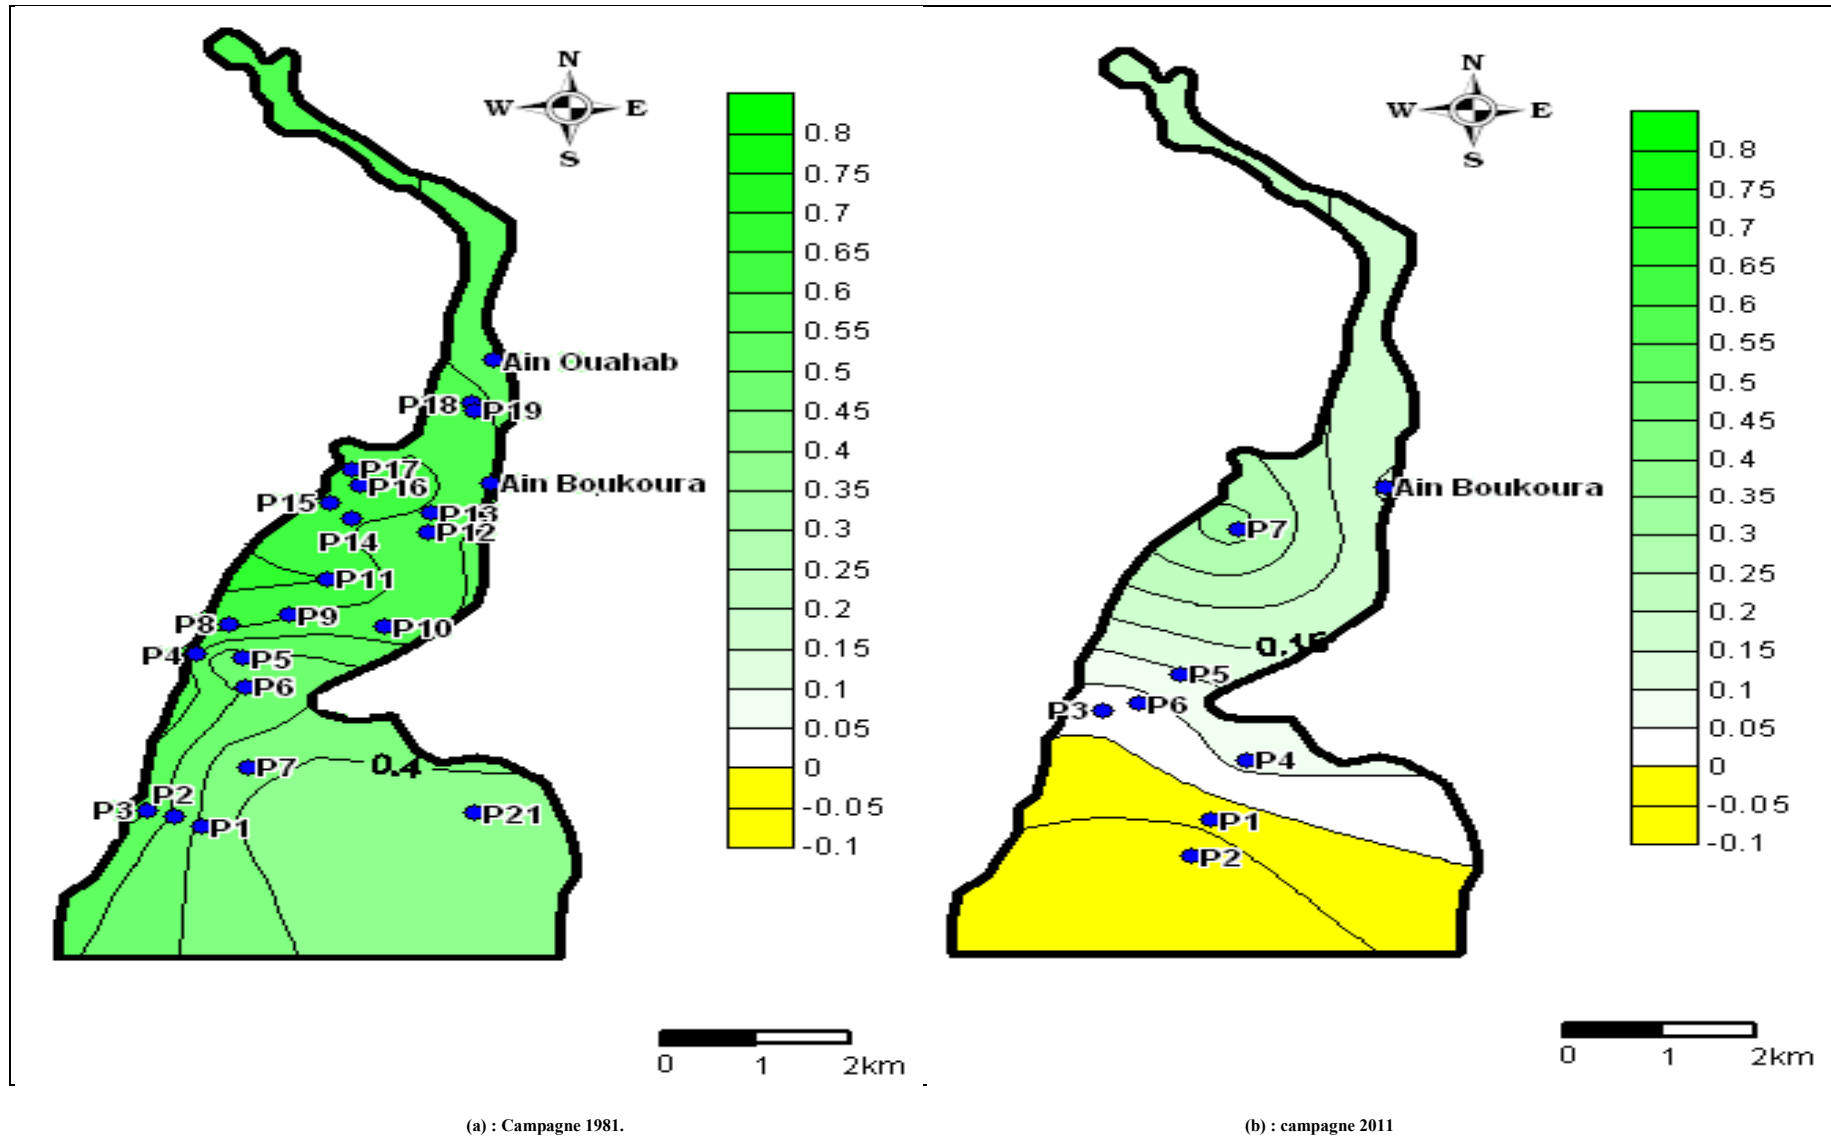 N
W E
S
0.8
0.75
0.7
0.65
0.6
0.55
0.5
0.45
0.4
0.35
0.3
0.25
0.2
0.15
0.1
0.05
0
-0.05
-0.1
Ain Ouahab
P18 P19
P17
P16
Ain Boukoura
P15
P13
P14
P12
P11
P9
P8
P10
P4
P5
P6
P7
0.4
P3
P2
P1
P21
0 1 2km
(a) : Campagne 1981.
N
W E
S
0.8
0.75
0.7
0.65
0.6
0.55
0.5
0.45
0.4
0.35
0.3
0.25
0.2
0.15
0.1
0.05
0
-0.05
-0.1
Ain Boukoura
P7
0.15
P5
P6
P3
P4
P1
P2
0 1 2km
(b) : campagne 2011